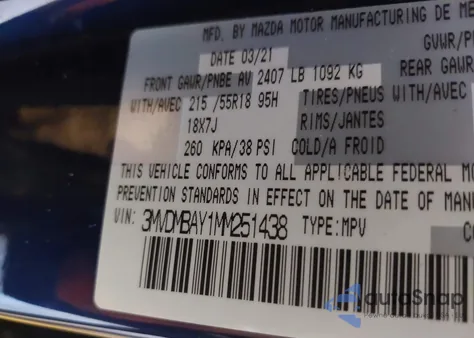 MFD. BY MAZDA MOTOR MANUFACTURING DE ME
DATE 03/21
GVWR/PN
FRONT GAWR/PNBE AV 2407 LB 1092 KG
REAR GAWR
WITH/AVEC 215 /55R18 95H
TIRES/PNEUS WITH/AVEC
18X7J
RIMS/JANTES
260 KPA/38 PSI COLD/A FROID
THIS VEHICLE CONFORMS TO ALL APPLICABLE FEDERAL MO
PREVENTION STANDARDS IN EFFECT ON THE DATE OF MANU
VIN: 3MVDMBAY1MM251438 TYPE:MPV
CO
autoSnap